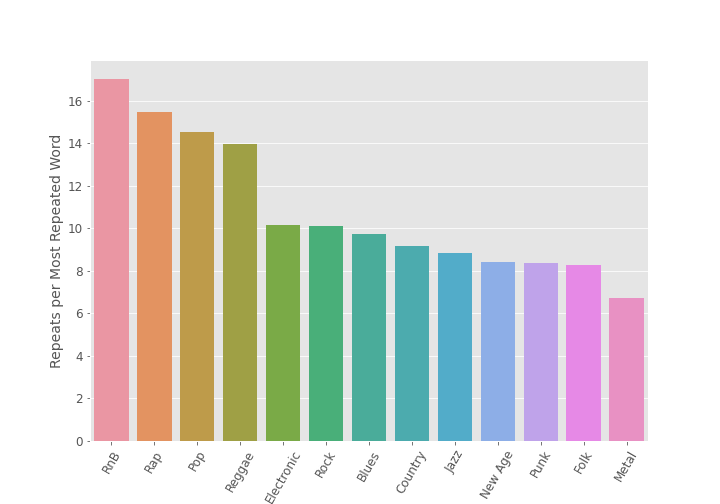 Repeats per Most Repeated Word
16
14
12
10
8
6
4
2
0
RnB
Rap
Pop
Reggae
Electronic
Rock
Blues
Country
Jazz
New Age
Punk
Folk
Metal